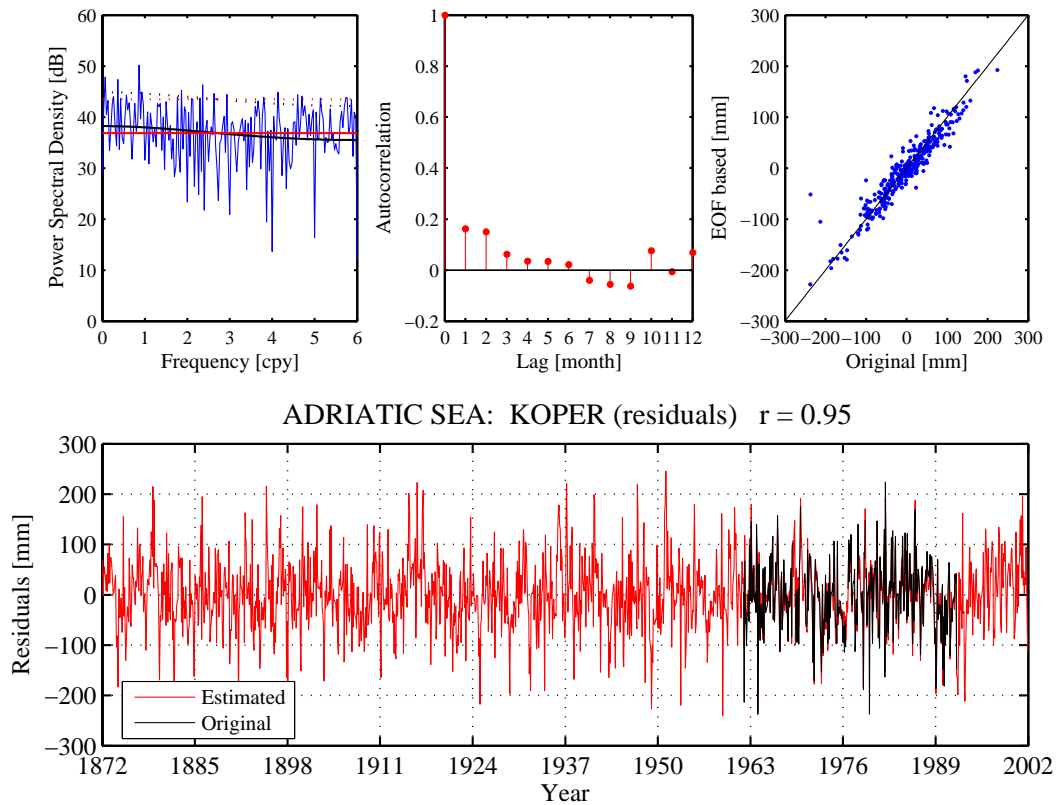 Power Spectral Density [dB]
60
50
40
30
20
10
0
0 1 2 3 4 5 6
Frequency [cpy]
Autocorrelation
1
0.8
0.6
0.4
0.2
0
−0.2
0 1 2 3 4 5 6 7 8 9 10 11 12
Lag [month]
EOF based [mm]
300
200
100
0
−100
−200
−300
−300 −200 −100 0 100 200 300
Original [mm]
ADRIATIC SEA: KOPER (residuals) r = 0.95
Residuals [mm]
300
200
100
0
−100
−200
−300
Estimated
Original
1872 1885 1898 1911 1924 1937 1950 1963 1976 1989 2002
Year